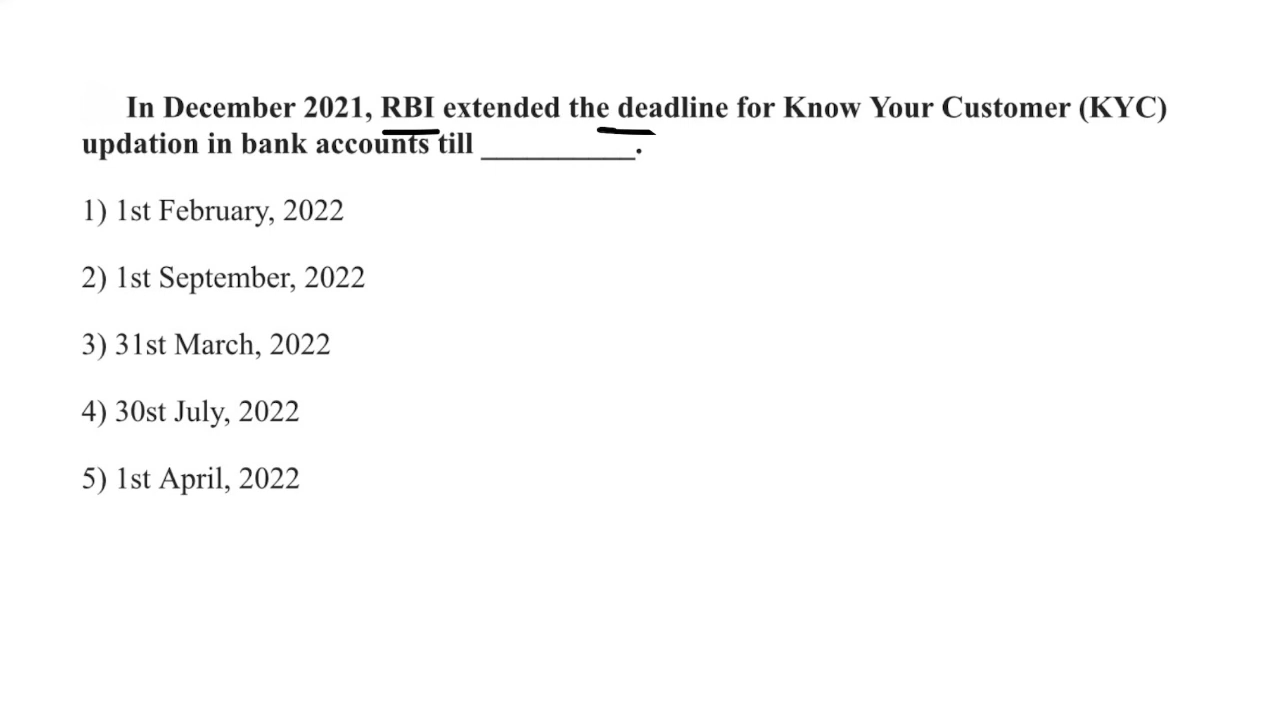 In December 2021, RBI extended the deadline for Know Your Customer (KYC)
updation in bank accounts till __________.
1) 1st February, 2022
2) 1st September, 2022
3) 31st March, 2022
4) 30st July, 2022
5) 1st April, 2022